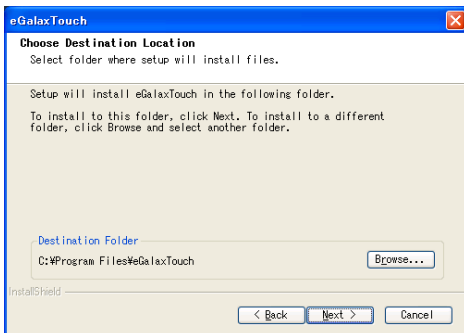 eGalaxTouch
Choose Destination Location
Select folder where setup will install files.
Setup will install eGalaxTouch in the following folder.
To install to this folder, click Next. To install to a different
folder, click Browse and select another folder.
Destination Folder
C:¥Program Files¥eGalaxTouch
Browse...
InstallShield
< Back
Next >
Cancel